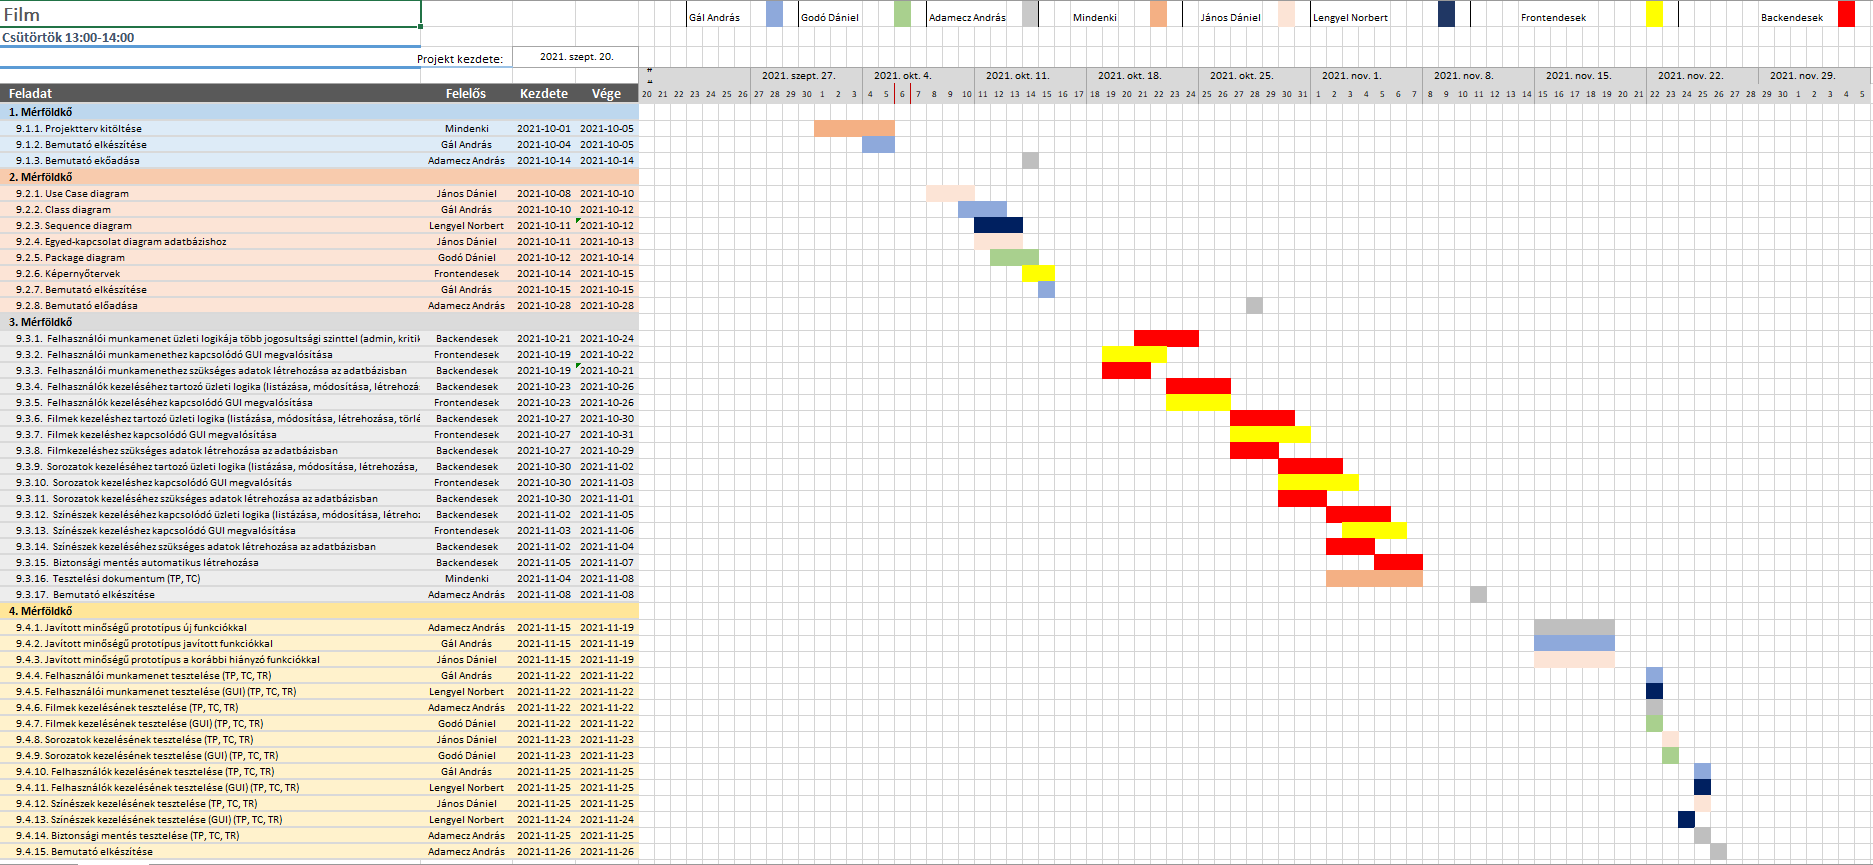 Film
Gál András Godó Dániel Adamecz András Mindenki János Dániel Lengyel Norbert Frontendesek Backendesek
Csütörtök 13:00-14:00
Projekt kezdete: 2021. szept. 20.
2021. szept. 27. 2021. okt. 4. 2021. okt. 11. 2021. okt. 18. 2021. okt. 25. 2021. nov. 1. 2021. nov. 8. 2021. nov. 15. 2021. nov. 22. 2021. nov. 29.
Feladat Felelős Kezdete Vége 20 21 22 23 24 25 26 27 28 29 30 1 2 3 4 5 6 7 8 9 10 11 12 13 14 15 16 17 18 19 20 21 22 23 24 25 26 27 28 29 30 31 1 2 3 4 5 6 7 8 9 10 11 12 13 14 15 16 17 18 19 20 21 22 23 24 25 26 27 28 29 30 1 2 3 4 5
1. Mérföldkő
9.1.1. Projektterv kitöltése Mindenki 2021-10-01 2021-10-05
9.1.2. Bemutató elkészítése Gál András 2021-10-04 2021-10-05
9.1.3. Bemutató ekőadása Adamecz András 2021-10-14 2021-10-14
2. Mérföldkő
9.2.1. Use Case diagram János Dániel 2021-10-08 2021-10-10
9.2.2. Class diagram Gál András 2021-10-10 2021-10-12
9.2.3. Sequence diagram Lengyel Norbert 2021-10-11 2021-10-12
9.2.4. Egyed-kapcsolat diagram adatbázishoz János Dániel 2021-10-11 2021-10-13
9.2.5. Package diagram Godó Dániel 2021-10-12 2021-10-14
9.2.6. Képernyőtervek Frontendesek 2021-10-14 2021-10-15
9.2.7. Bemutató elkészítése Gál András 2021-10-15 2021-10-15
9.2.8. Bemutató előadása Adamecz András 2021-10-28 2021-10-28
3. Mérföldkő
9.3.1. Felhasználói munkamenet üzleti logikája több jogosultsági szinttel (admin, kritik Backendesek 2021-10-21 2021-10-24
9.3.2. Felhasználói munkamenethez kapcsolódó GUI megvalósítása Frontendesek 2021-10-19 2021-10-22
9.3.3. Felhasználói munkamenethez szükséges adatok létrehozása az adatbázisban Backendesek 2021-10-19 2021-10-21
9.3.4. Felhasználók kezeléséhez tartozó üzleti logika (listázása, módosítása, létrehozá Backendesek 2021-10-23 2021-10-26
9.3.5. Felhasználók kezeléséhez kapcsolódó GUI megvalósítása Frontendesek 2021-10-23 2021-10-26
9.3.6. Filmek kezeléshez tartozó üzleti logika (listázása, módosítása, létrehozása, törlé Backendesek 2021-10-27 2021-10-30
9.3.7. Filmek kezeléshez kapcsolódó GUI megvalósítása Frontendesek 2021-10-27 2021-10-31
9.3.8. Filmkezeléshez szükséges adatok létrehozása az adatbázisban Backendesek 2021-10-27 2021-10-29
9.3.9. Sorozatok kezeléséhez tartozó üzleti logika (listázása, módosítása, létrehozása, Backendesek 2021-10-30 2021-11-02
9.3.10. Sorozatok kezeléshez kapcsolódó GUI megvalósítás Frontendesek 2021-10-30 2021-11-03
9.3.11. Sorozatok kezeléséhez szükséges adatok létrehozása az adatbázisban Backendesek 2021-10-30 2021-11-01
9.3.12. Színészek kezeléséhez kapcsolódó üzleti logika (listázása, módosítása, létreho Backendesek 2021-11-02 2021-11-05
9.3.13. Színészek kezeléshez kapcsolódó GUI megvalósítása Frontendesek 2021-11-03 2021-11-06
9.3.14. Színészek kezeléséhez szükséges adatok létrehozása az adatbázisban Backendesek 2021-11-02 2021-11-04
9.3.15. Biztonsági mentés automatikus létrehozása Backendesek 2021-11-05 2021-11-07
9.3.16. Tesztelési dokumentum (TP, TC) Mindenki 2021-11-04 2021-11-08
9.3.17. Bemutató elkészítése Adamecz András 2021-11-08 2021-11-08
4. Mérföldkő
9.4.1. Javított minőségű prototípus új funkciókkal Adamecz András 2021-11-15 2021-11-19
9.4.2. Javított minőségű prototípus javított funkciókkal Gál András 2021-11-15 2021-11-19
9.4.3. Javított minőségű prototípus a korábbi hiányzó funkciókkal János Dániel 2021-11-15 2021-11-19
9.4.4. Felhasználói munkamenet tesztelése (TP, TC, TR) Gál András 2021-11-22 2021-11-22
9.4.5. Felhasználói munkamenet tesztelése (GUI) (TP, TC, TR) Lengyel Norbert 2021-11-22 2021-11-22
9.4.6. Filmek kezelésének tesztelése (TP, TC, TR) Adamecz András 2021-11-22 2021-11-22
9.4.7. Filmek kezelésének tesztelése (GUI) (TP, TC, TR) Godó Dániel 2021-11-22 2021-11-22
9.4.8. Sorozatok kezelésének tesztelése (TP, TC, TR) János Dániel 2021-11-23 2021-11-23
9.4.9. Sorozatok kezelésének tesztelése (GUI) (TP, TC, TR) Godó Dániel 2021-11-23 2021-11-23
9.4.10. Felhasználók kezelésének tesztelése (TP, TC, TR) Gál András 2021-11-25 2021-11-25
9.4.11. Felhasználók kezelésének tesztelése (GUI) (TP, TC, TR) Lengyel Norbert 2021-11-25 2021-11-25
9.4.12. Színészek kezelésének tesztelése (TP, TC, TR) János Dániel 2021-11-25 2021-11-25
9.4.13. Színészek kezelésének tesztelése (GUI) (TP, TC, TR) Lengyel Norbert 2021-11-24 2021-11-24
9.4.14. Biztonsági mentés tesztelése (TP, TC, TR) Adamecz András 2021-11-25 2021-11-25
9.4.15. Bemutató elkészítése Adamecz András 2021-11-26 2021-11-26